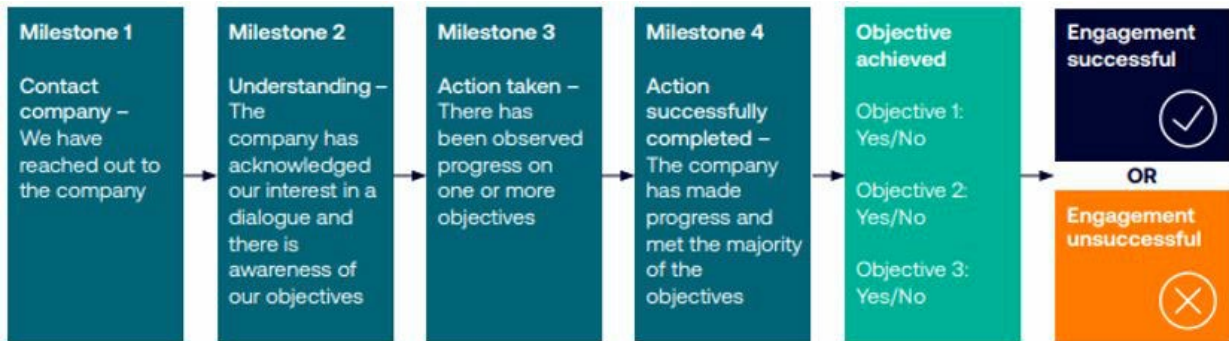 Milestone 1
Contact
company –
We have
reached out to
the company
Milestone 2
Understanding –
The
company has
acknowledged
our interest in a
dialogue and
there is
awareness of
our objectives
Milestone 3
Action taken –
There has
been observed
progress on
one or more
objectives
Milestone 4
Action
successfully
completed –
The company
has made
progress and
met the majority
of the
objectives
Objective
achieved
Objective 1:
Yes/No
Objective 2:
Yes/No
Objective 3:
Yes/No
Engagement
successful
OR
Engagement
unsuccessful